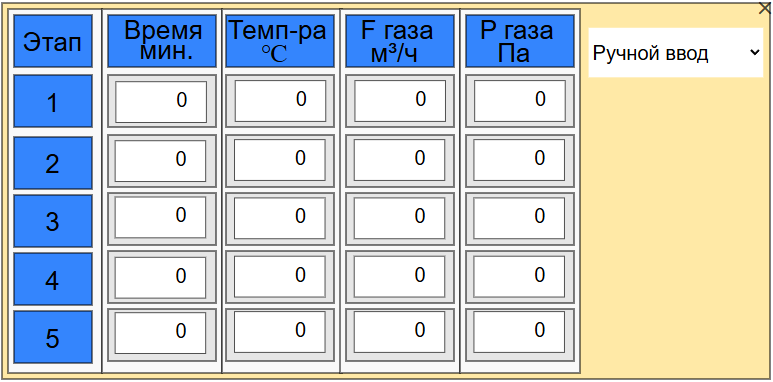 Этап Время мин. Темп-ра °C F газа м³/ч P газа Па
Ручной ввод
1 0 0 0 0
2 0 0 0 0
3 0 0 0 0
4 0 0 0 0
5 0 0 0 0